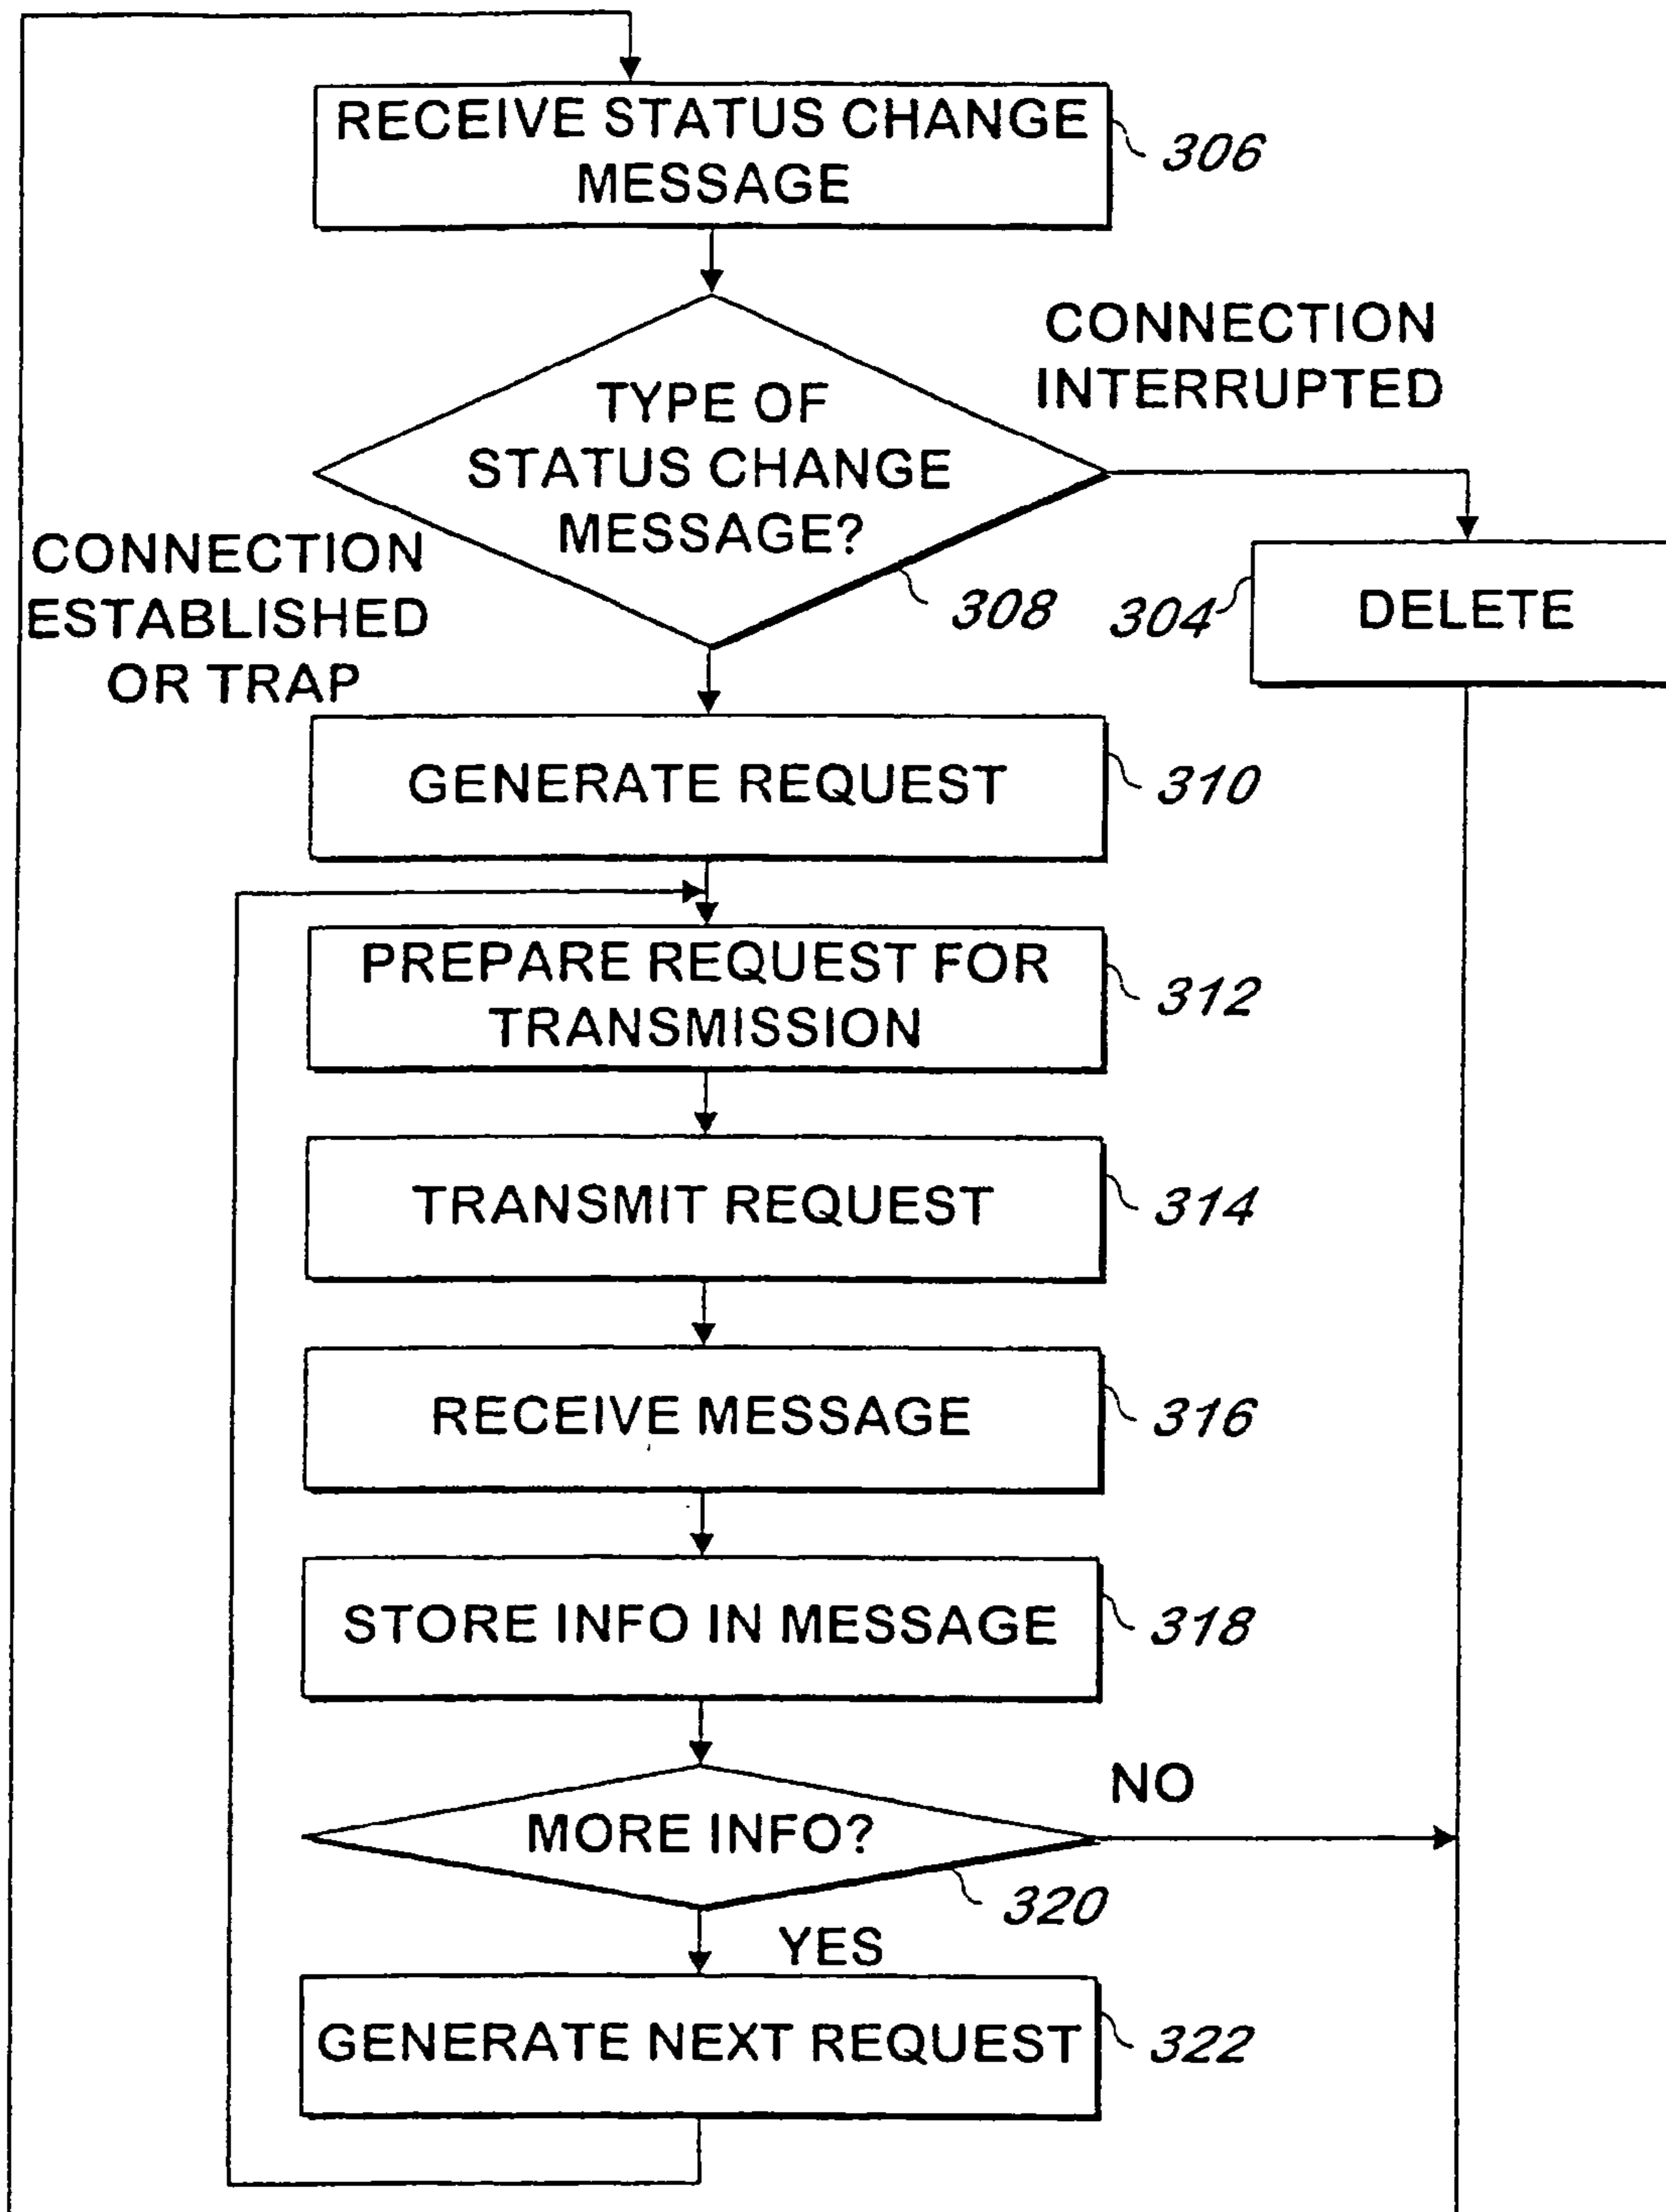 RECEIVE STATUS CHANGE
MESSAGE
306
CONNECTION
INTERRUPTED
TYPE OF
STATUS CHANGE
MESSAGE?
308
304
DELETE
CONNECTION
ESTABLISHED
OR TRAP
GENERATE REQUEST
310
PREPARE REQUEST FOR
TRANSMISSION
312
TRANSMIT REQUEST
314
RECEIVE MESSAGE
316
STORE INFO IN MESSAGE
318
MORE INFO?
NO
320
YES
GENERATE NEXT REQUEST
322